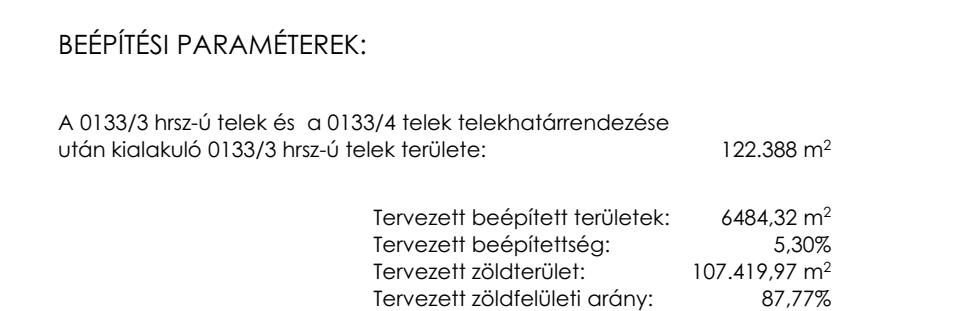 BEÉPÍTÉSI PARAMÉTEREK:
A 0133/3 hrsz-ú telek és a 0133/4 telek telekhatárrendezése
után kialakuló 0133/3 hrsz-ú telek területe: 122.388 m²
Tervezett beépített területek: 6484,32 m²
Tervezett beépítettség: 5,30%
Tervezett zöldterület: 107.419,97 m²
Tervezett zöldfelületi arány: 87,77%